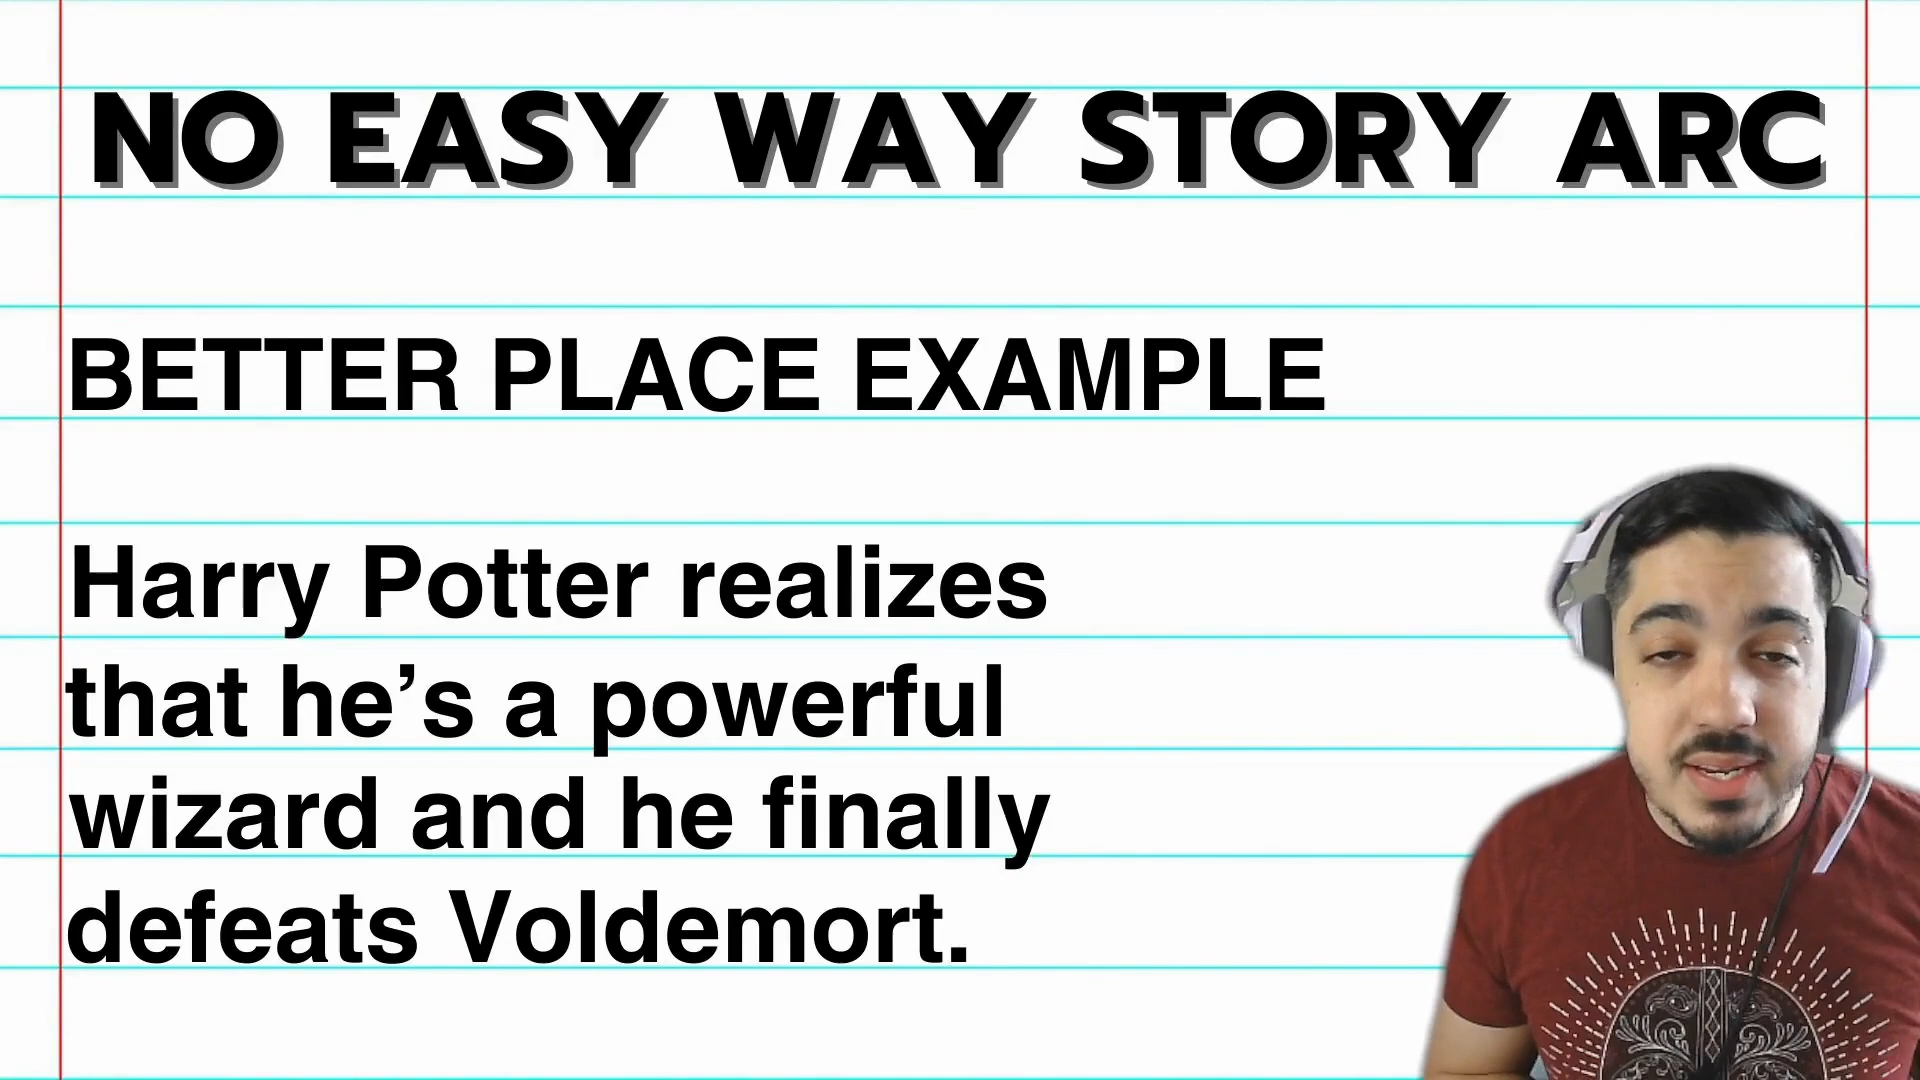 NO EASY WAY STORY ARC
BETTER PLACE EXAMPLE
Harry Potter realizes
that he’s a powerful
wizard and he finally
defeats Voldemort.